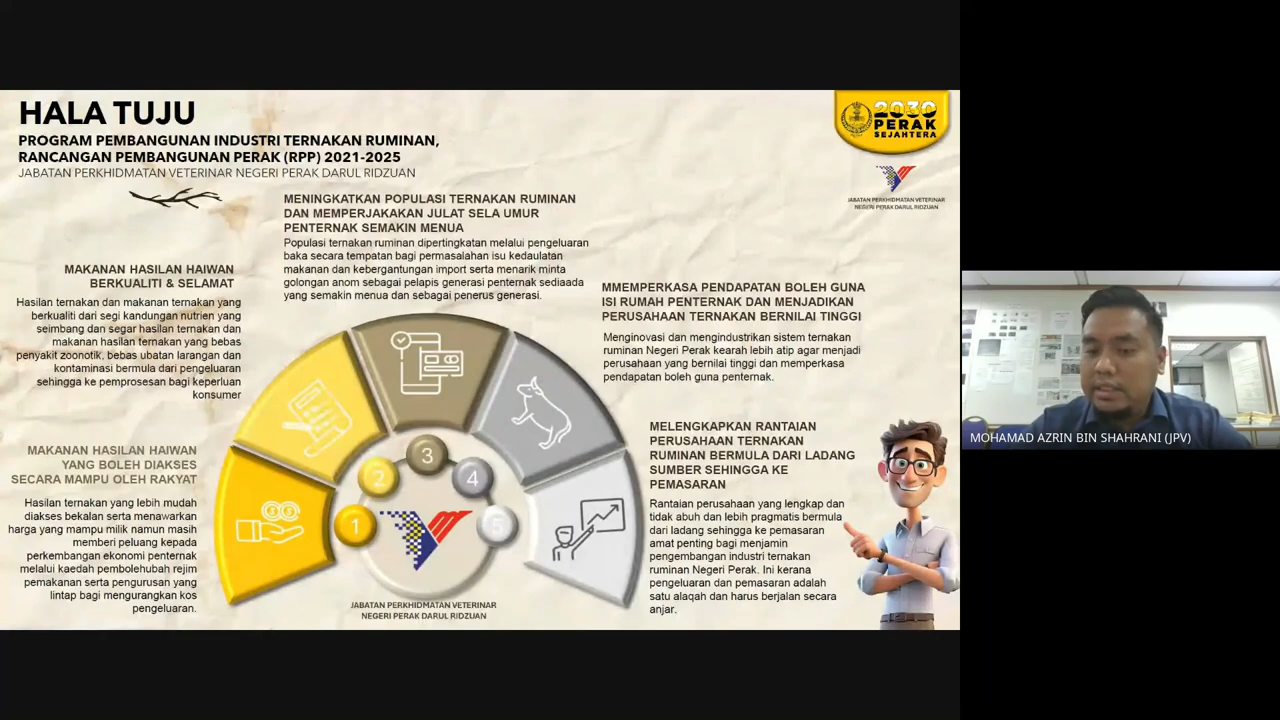 HALA TUJU
PROGRAM PEMBANGUNAN INDUSTRI TERNAKAN RUMINAN,
RANCANGAN PEMBANGUNAN PERAK (RPP) 2021-2025
JABATAN PERKHIDMATAN VETERINAR NEGERI PERAK DARUL RIDZUAN
2030
PERAK
SEJAHTERA
JABATAN PERKHIDMATAN VETERINAR
NEGERI PERAK DARUL RIDZUAN
MAKANAN HASILAN HAIWAN
YANG BOLEH DIAKSES
SECARA MAMPU OLEH RAKYAT
Hasilan ternakan yang lebih mudah
diakses bekalan serta menawarkan
harga yang mampu milik namun masih
memberi peluang kepada
perkembangan ekonomi penternak
melalui kaedah pembolehubah rejim
pemakanan serta pengurusan yang
lintap bagi mengurangkan kos
pengeluaran.
MAKANAN HASILAN HAIWAN
BERKUALITI & SELAMAT
Hasilan ternakan dan makanan ternakan yang
berkualiti dari segi kandungan nutrien yang
seimbang dan segar hasilan ternakan dan
makanan hasilan ternakan yang bebas
penyakit zoonotik, bebas ubatan larangan dan
kontaminasi bermula dari pengeluaran
sehingga ke pemprosesan bagi keperluan
konsumer
MENINGKATKAN POPULASI TERNAKAN RUMINAN
DAN MEMPERJAKAKAN JULAT SELA UMUR
PENTERNAK SEMAKIN MENUA
Populasi ternakan ruminan dipertingkatan melalui pengeluaran
baka secara tempatan bagi permasalahan isu kedaulatan
makanan dan kebergantungan import serta menarik minta
golongan anom sebagai pelapis generasi penternak sediaada
yang semakin menua dan sebagai penerus generasi.
MMEMPERKASA PENDAPATAN BOLEH GUNA
ISI RUMAH PENTERNAK DAN MENJADIKAN
PERUSAHAAN TERNAKAN BERNILAI TINGGI
Menginovasi dan mengindustrikan sistem ternakan
ruminan Negeri Perak kearah lebih atip agar menjadi
perusahaan yang bernilai tinggi dan memperkasa
pendapatan boleh guna penternak.
MELENGKAPKAN RANTAIAN
PERUSAHAAN TERNAKAN
RUMINAN BERMULA DARI LADANG
SUMBER SEHINGGA KE
PEMASARAN
Rantaian perusahaan yang lengkap dan
tidak abuh dan lebih pragmatis bermula
dari ladang sehingga ke pemasaran
amat penting bagi menjamin
pengembangan industri ternakan
ruminan Negeri Perak. Ini kerana
pengeluaran dan pemasaran adalah
satu alaqah dan harus berjalan secara
anjar.
1
2
3
4
5
JABATAN PERKHIDMATAN VETERINAR
NEGERI PERAK DARUL RIDZUAN
MOHAMAD AZRIN BIN SHAHRANI (JPV)